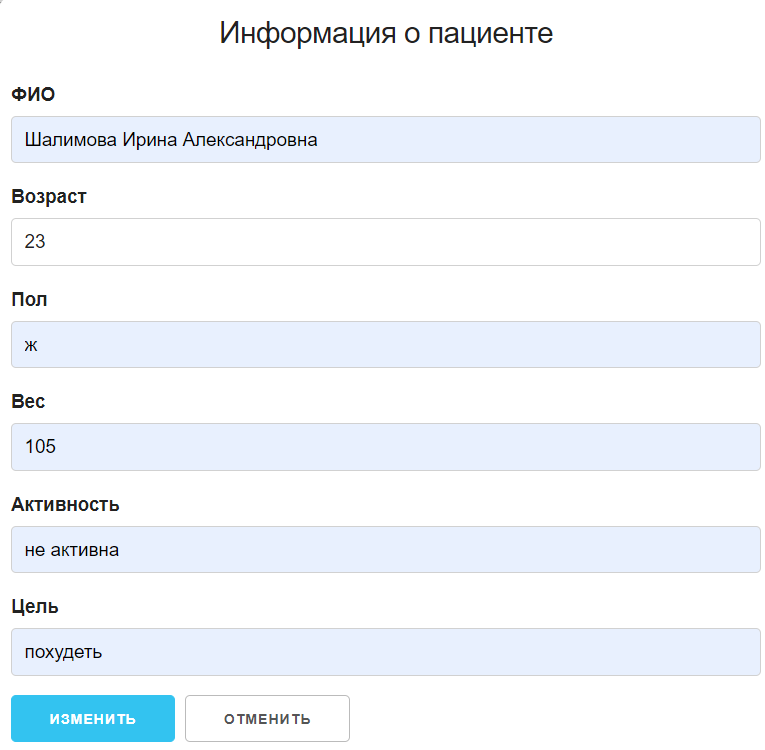 Информация о пациенте
ФИО
Шалимова Ирина Александровна
Возраст
23
Пол
ж
Вес
105
Активность
не активна
Цель
похудеть
ИЗМЕНИТЬ ОТМЕНИТЬ